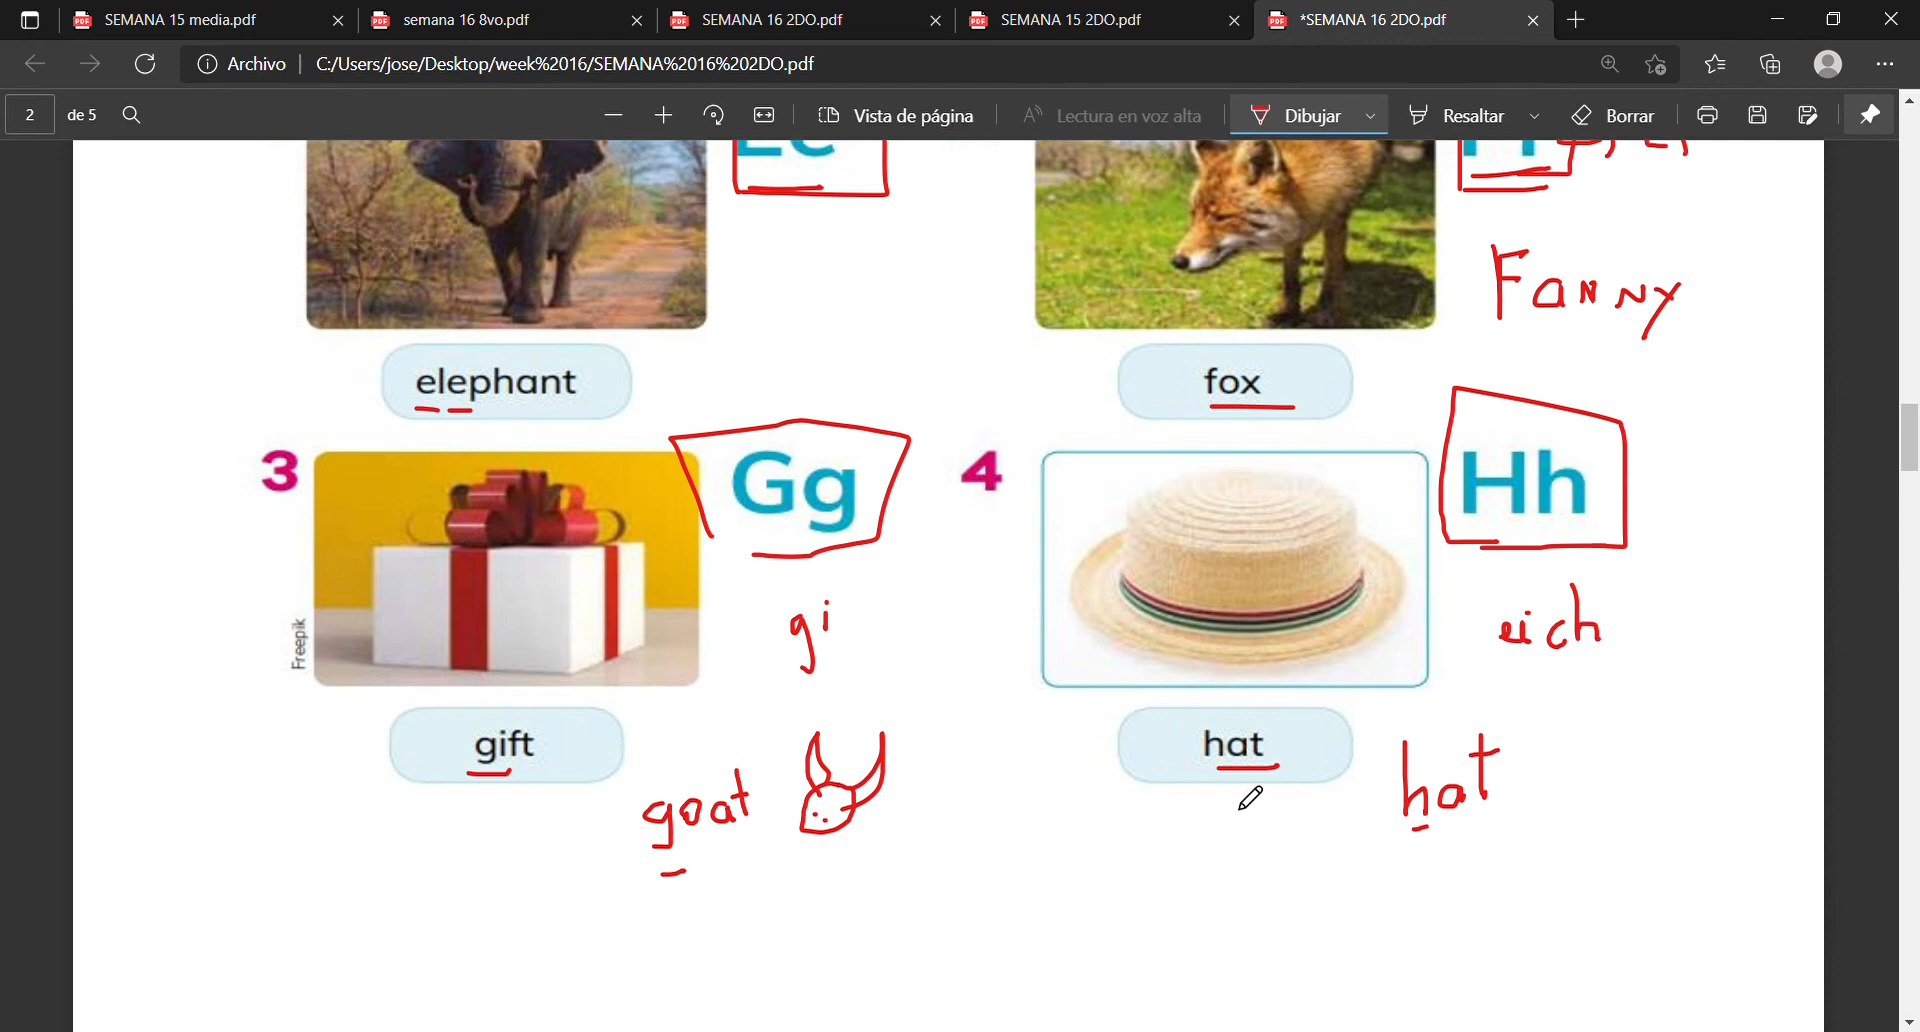 SEMANA 15 media.pdf
semana 16 8vo.pdf
SEMANA 16 2DO.pdf
SEMANA 15 2DO.pdf
*SEMANA 16 2DO.pdf
Archivo
C:/Users/jose/Desktop/week%2016/SEMANA%2016%202DO.pdf
2 de 5
Vista de página
Lectura en voz alta
Dibujar
Resaltar
Borrar
Fanny
elephant
fox
3
Gg
4
Hh
gi
eich
Freepik
gift
hat
goat
hat